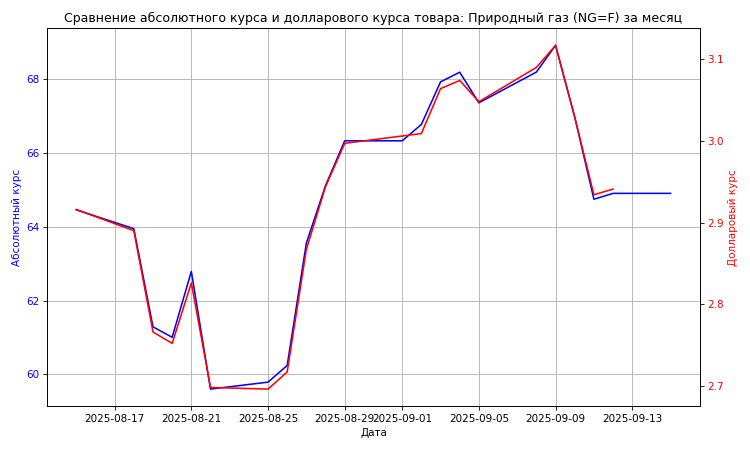 Сравнение абсолютного курса и долларового курса товара: Природный газ (NG=F) за месяц
Абсолютный курс
68
66
64
62
60
3.1
3.0
2.9
2.8
2.7
Долларовый курс
2025-08-17 2025-08-21 2025-08-25 2025-08-29 2025-09-01 2025-09-05 2025-09-09 2025-09-13
Дата